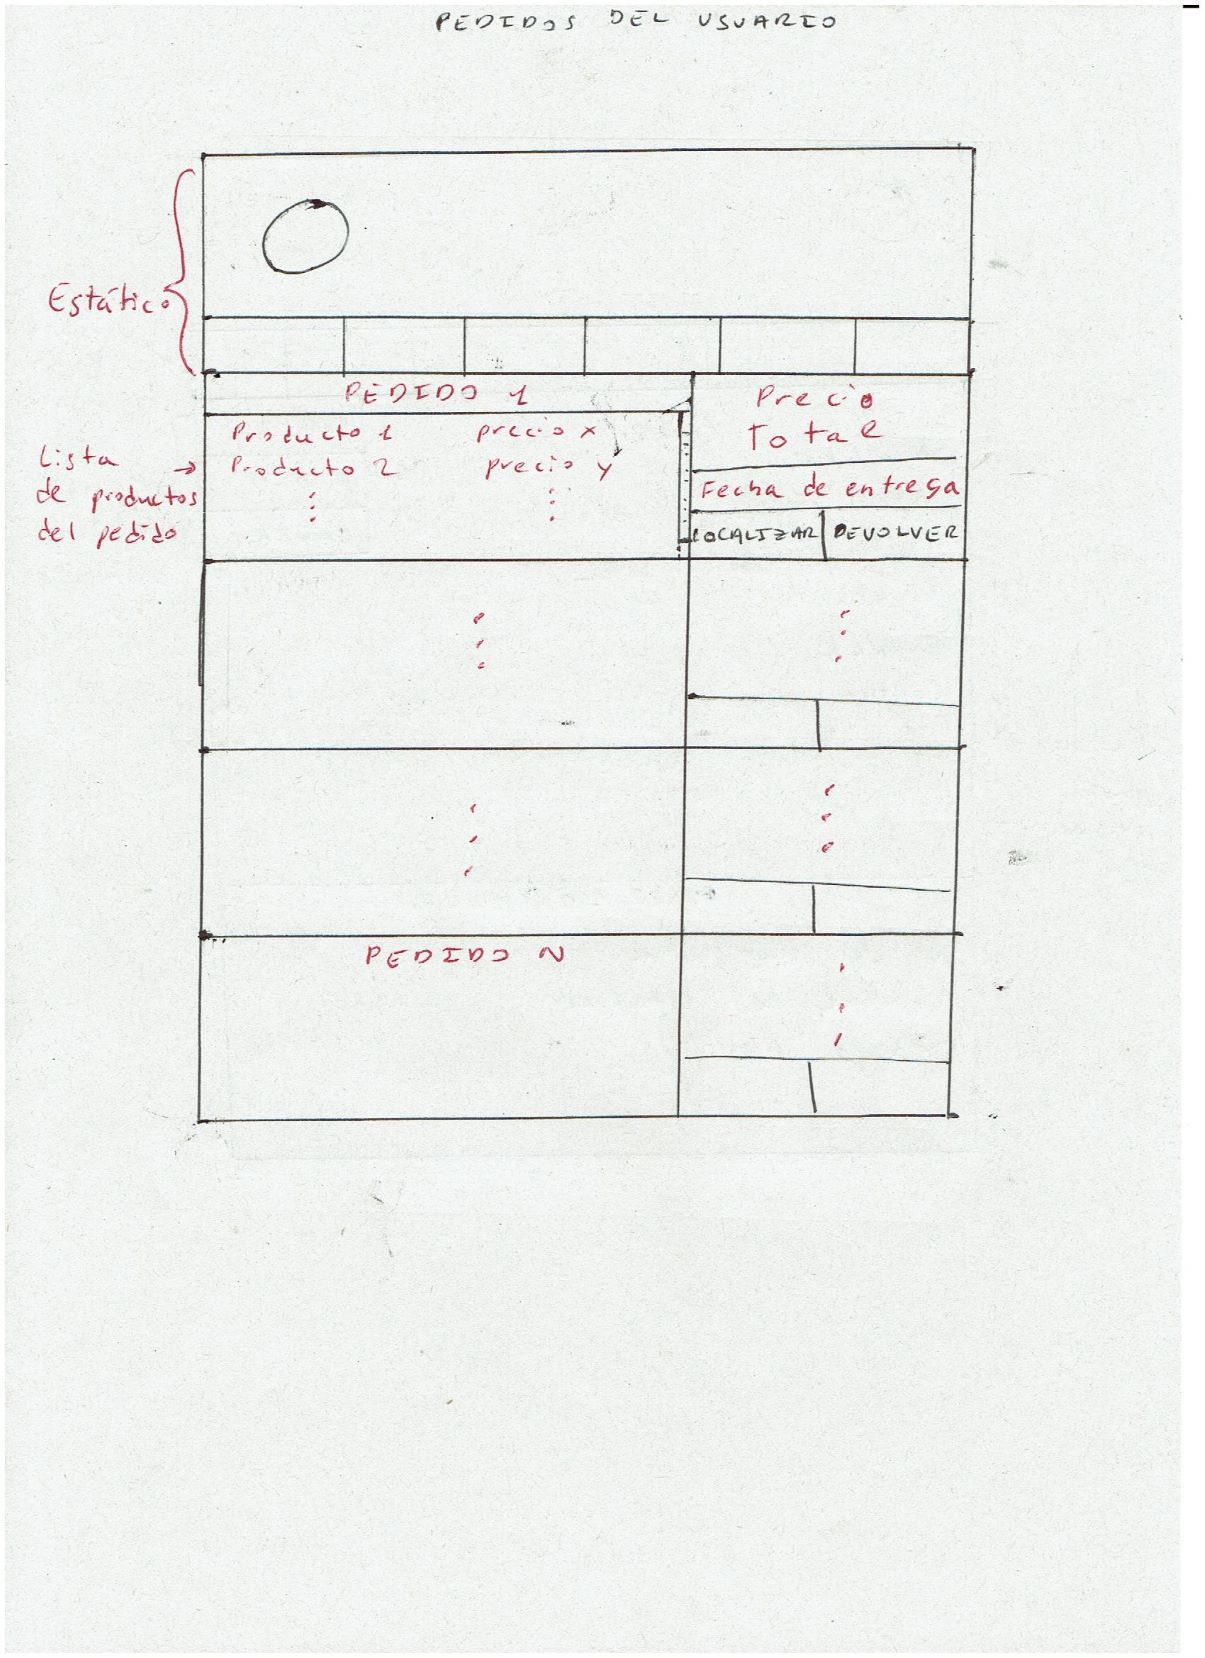 PEDIDOS DEL USUARIO
Estático
PEDIDO 1
Producto 1 precio x
Producto 2 precio y
Lista
de productos
del pedido
Precio
Total
Fecha de entrega
LOCALIZAR DEVOLVER
PEDIDO N